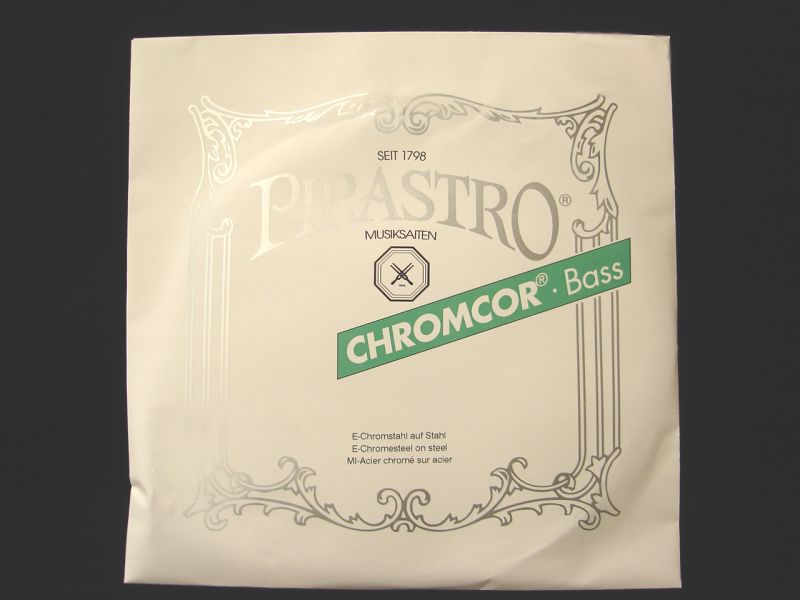 SEIT 1798
PIRASTRO®
MUSIKSAITEN
CHROMCOR® · Bass
E-Chromstahl auf Stahl
E-Chromesteel on steel
MI-Acier chromé sur acier